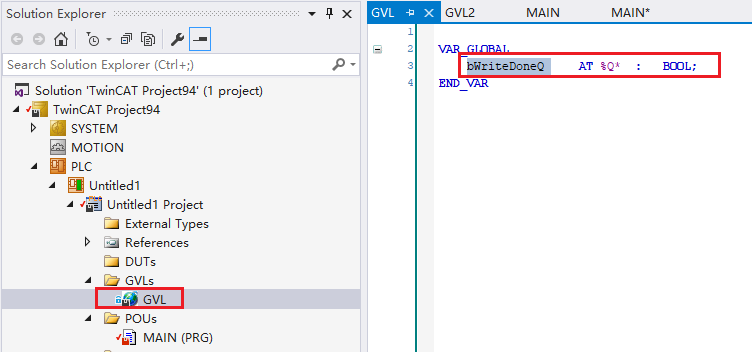 Solution Explorer
Search Solution Explorer (Ctrl+;)
Solution 'TwinCAT Project94' (1 project)
TwinCAT Project94
SYSTEM
MOTION
PLC
Untitled1
Untitled1 Project
External Types
References
DUTs
GVLs
GVL
POUs
MAIN (PRG)
GVL GVL2 MAIN MAIN*
1
2 VAR_GLOBAL
3 bWriteDoneQ AT %Q* : BOOL;
4 END_VAR